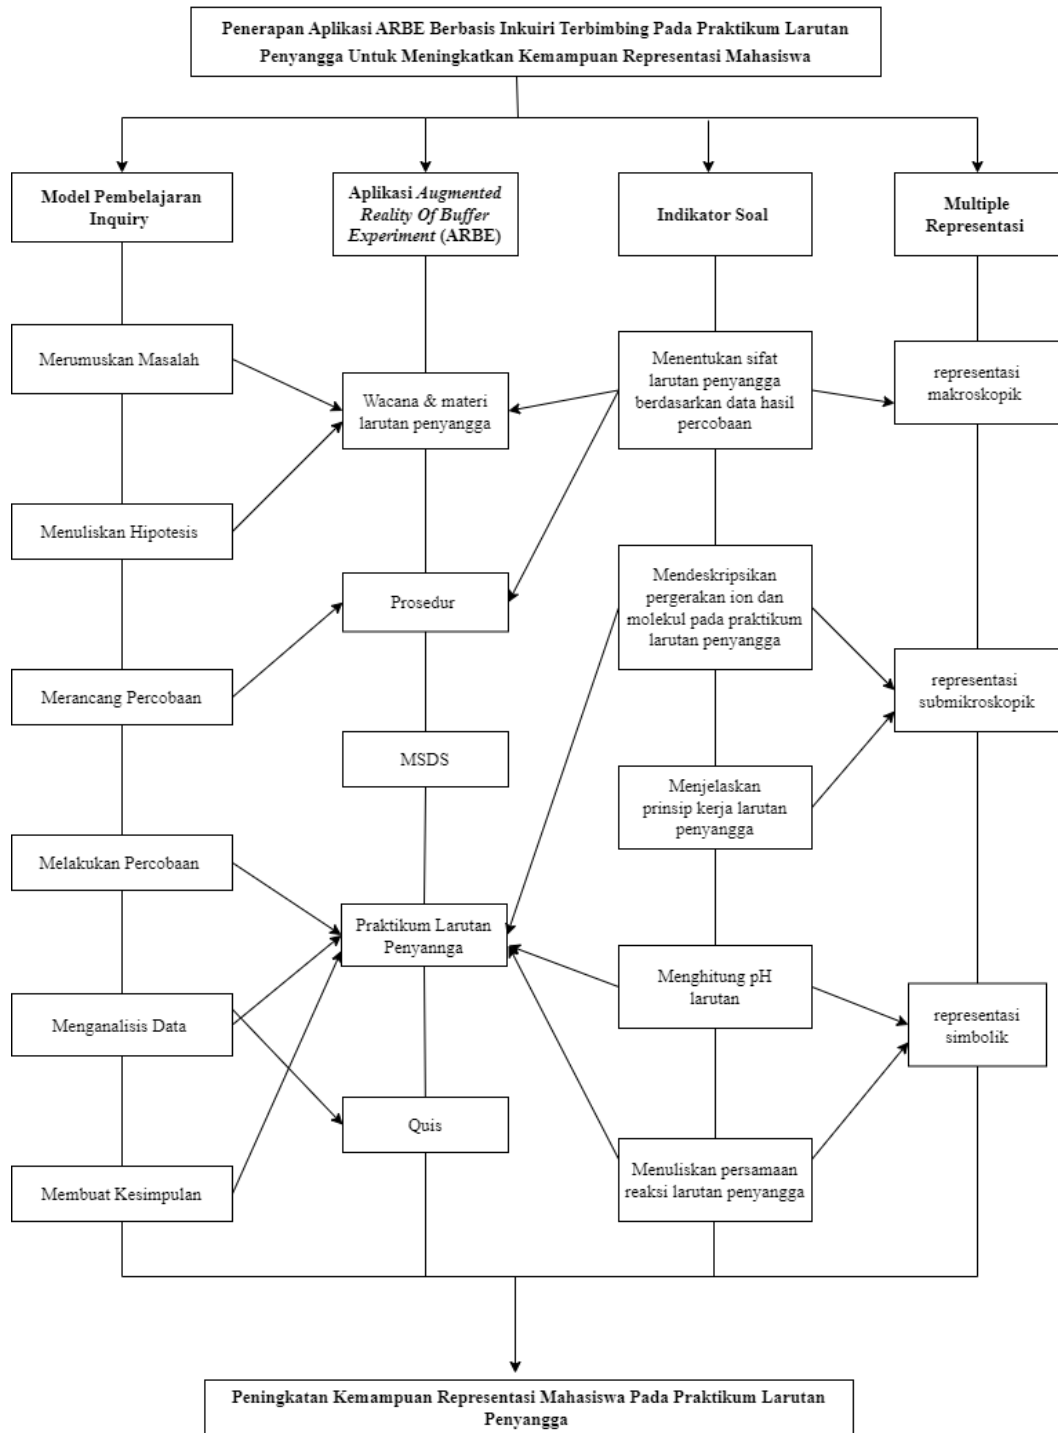 Penerapan Aplikasi ARBE Berbasis Inkuiri Terbimbing Pada Praktikum Larutan
Penyangga Untuk Meningkatkan Kemampuan Representasi Mahasiswa
Model Pembelajaran
Inquiry
Aplikasi Augmented
Reality Of Buffer
Experiment (ARBE)
Indikator Soal
Multiple
Representasi
Merumuskan Masalah
Menuliskan Hipotesis
Merancang Percobaan
Melakukan Percobaan
Menganalisis Data
Membuat Kesimpulan
Wacana & materi
larutan penyangga
Prosedur
MSDS
Praktikum Larutan
Penyannga
Quis
Menentukan sifat
larutan penyangga
berdasarkan data hasil
percobaan
Mendeskripsikan
pergerakan ion dan
molekul pada praktikum
larutan penyangga
Menjelaskan
prinsip kerja larutan
penyangga
Menghitung pH
larutan
Menuliskan persamaan
reaksi larutan penyangga
representasi
makroskopik
representasi
submikroskopik
representasi
simbolik
Peningkatan Kemampuan Representasi Mahasiswa Pada Praktikum Larutan
Penyangga